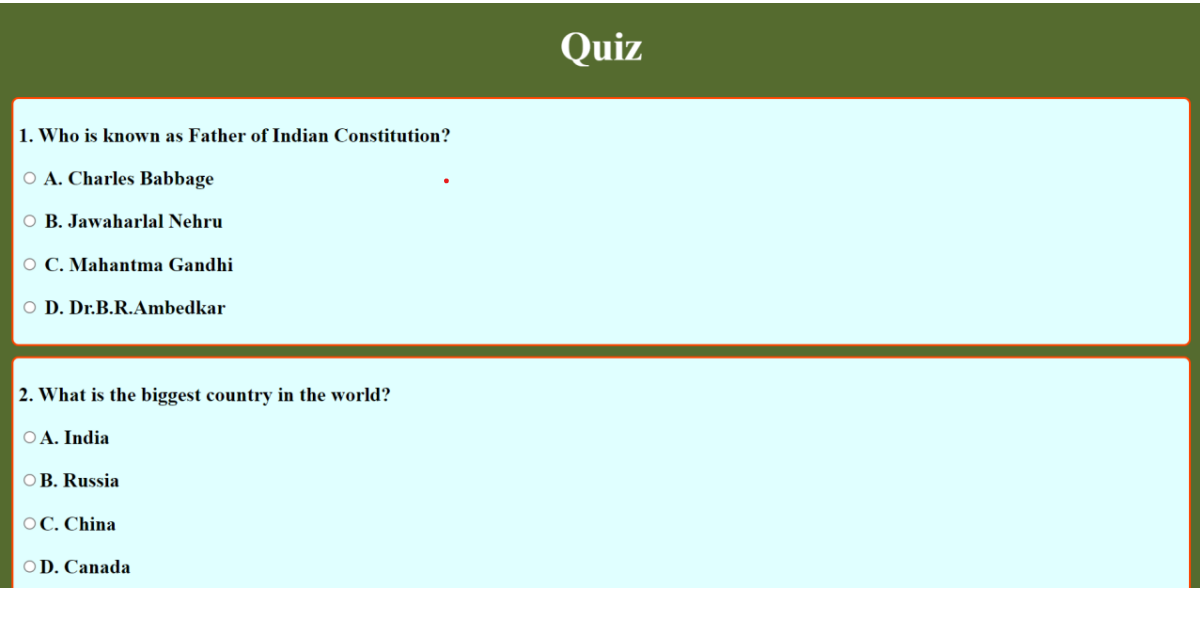 Quiz
1. Who is known as Father of Indian Constitution?
A. Charles Babbage
B. Jawaharlal Nehru
C. Mahantma Gandhi
D. Dr.B.R.Ambedkar
2. What is the biggest country in the world?
A. India
B. Russia
C. China
D. Canada